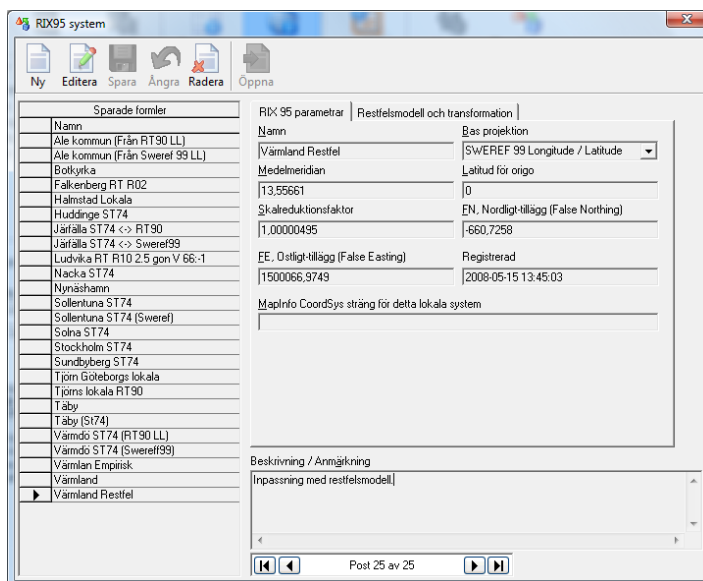 RIX95 system
Ny Editera Spara Ångra Radera Öppna
Sparade formler
Namn
Ale kommun (Från RT90 LL)
Ale kommun (Från Sweref 99 LL)
Botkyrka
Falkenberg RT R02
Halmstad Lokala
Huddinge ST74
Järfälla ST74 <-> RT90
Järfälla ST74 <-> Sweref99
Ludvika RT R10 2.5 gon V 66:-1
Nacka ST74
Nynäshamn
Sollentuna ST74
Sollentuna ST74 (Sweref)
Solna ST74
Stockholm ST74
Sundbyberg ST74
Tjörn Göteborgs lokala
Tjörns lokala RT90
Täby
Täby (St74)
Värmdö ST74 (RT90 LL)
Värmdö ST74 (Swereff99)
Värmlan Empirisk
Värmland
Värmland Restfel
RIX 95 parametrar Restfelsmodell och transformation
Namn Bas projektion
Värmland Restfel SWEREF 99 Longitude / Latitude
Medelmeridian Latitud för origo
13,55661 0
Skalreduktionsfaktor FN, Nordligt-tillägg (False Northing)
1,00000495 -660,7258
FE, Ostligt-tillägg (False Easting) Registrerad
1500066,9749 2008-05-15 13:45:03
MapInfo CoordSys sträng för detta lokala system
Beskrivning / Anmärkning
Inpassning med restfelsmodell.
Post 25 av 25